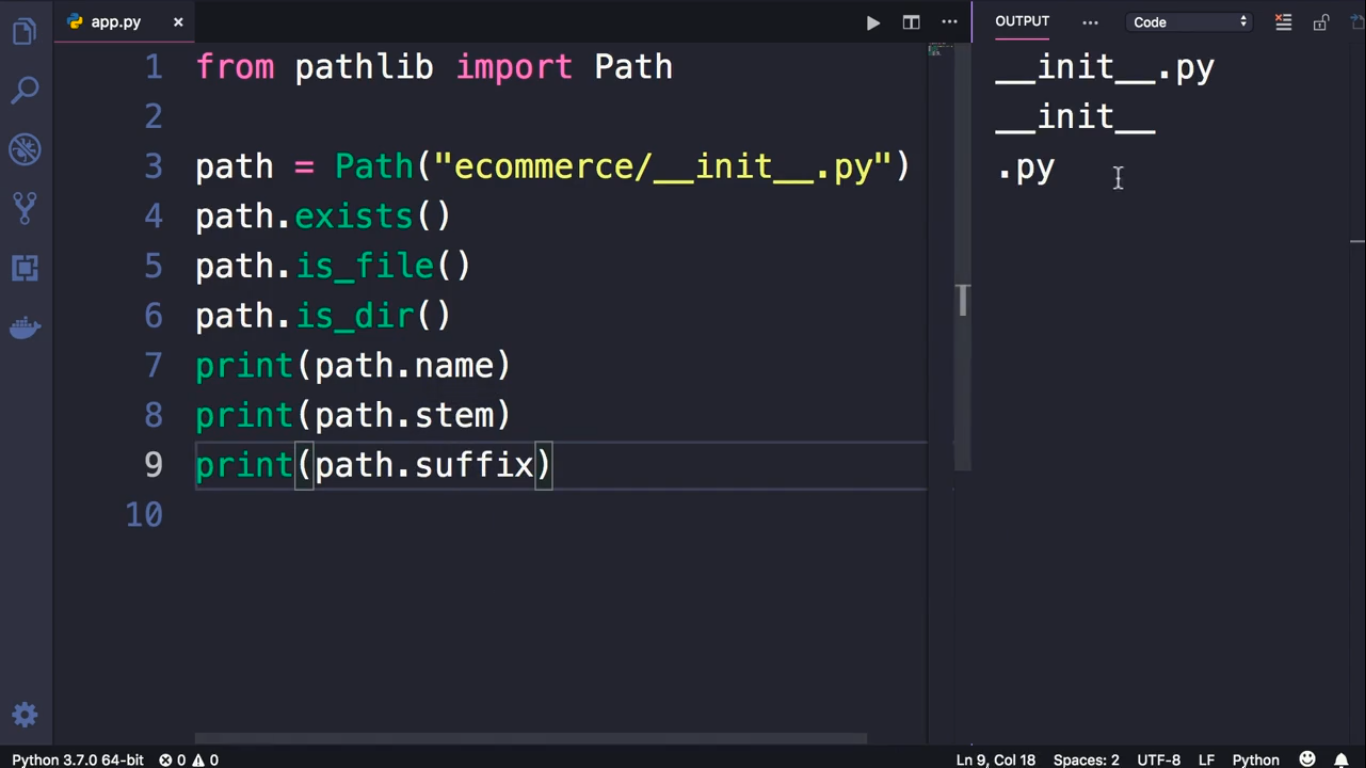 app.py
1 from pathlib import Path
2
3 path = Path("ecommerce/__init__.py")
4 path.exists()
5 path.is_file()
6 path.is_dir()
7 print(path.name)
8 print(path.stem)
9 print(path.suffix)
10
OUTPUT
Code
__init__.py
__init__
.py
Python 3.7.0 64-bit 0 0 Ln 9, Col 18 Spaces: 2 UTF-8 LF Python